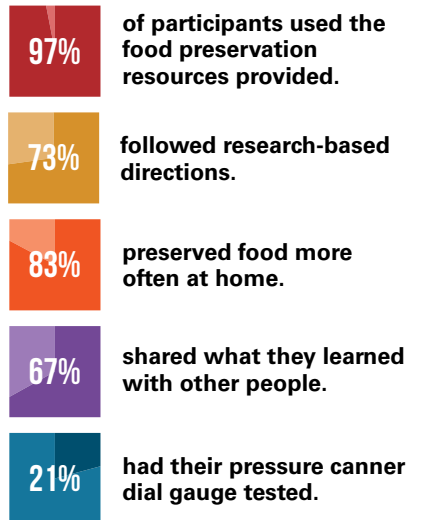 97%
of participants used the
food preservation
resources provided.
73%
followed research-based
directions.
83%
preserved food more
often at home.
67%
shared what they learned
with other people.
21%
had their pressure canner
dial gauge tested.